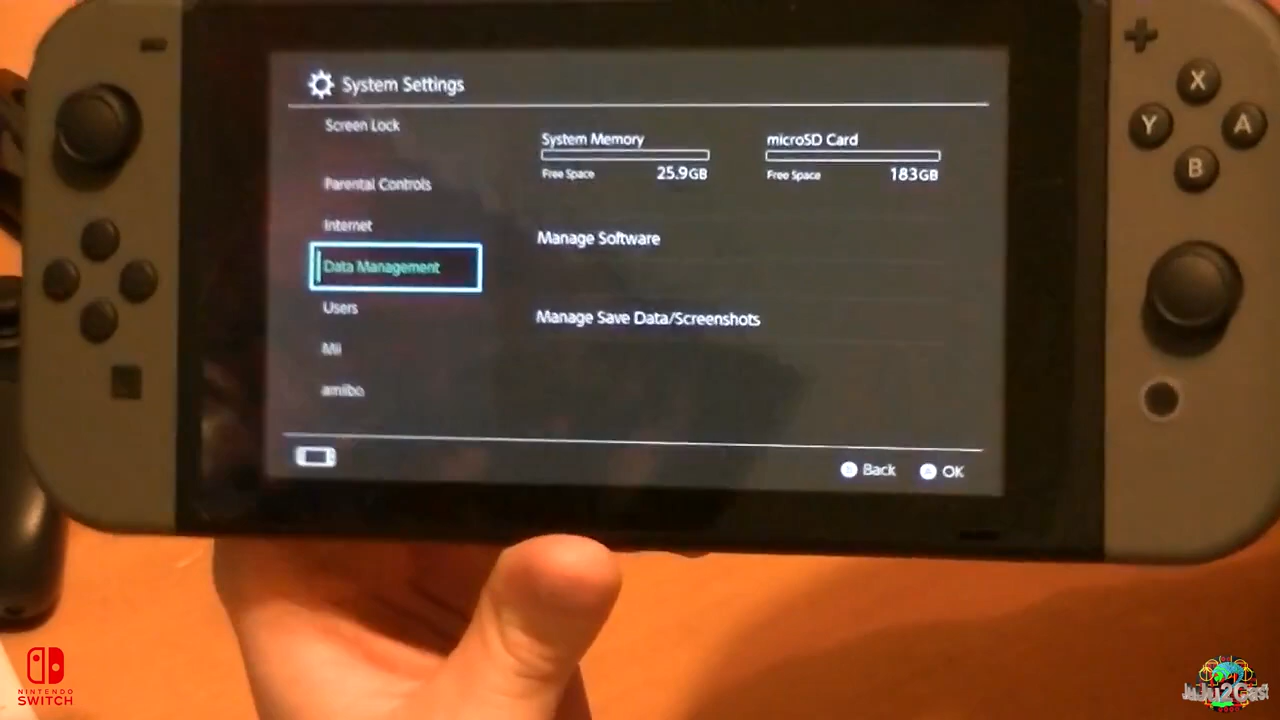 System Settings
Screen Lock
Parental Controls
Internet
Data Management
Users
Mii
amiibo
System Memory
Free Space 25.9GB
microSD Card
Free Space 183GB
Manage Software
Manage Save Data/Screenshots
Back
OK
X
Y
A
B
NINTENDO
SWITCH
JuJu2Cast